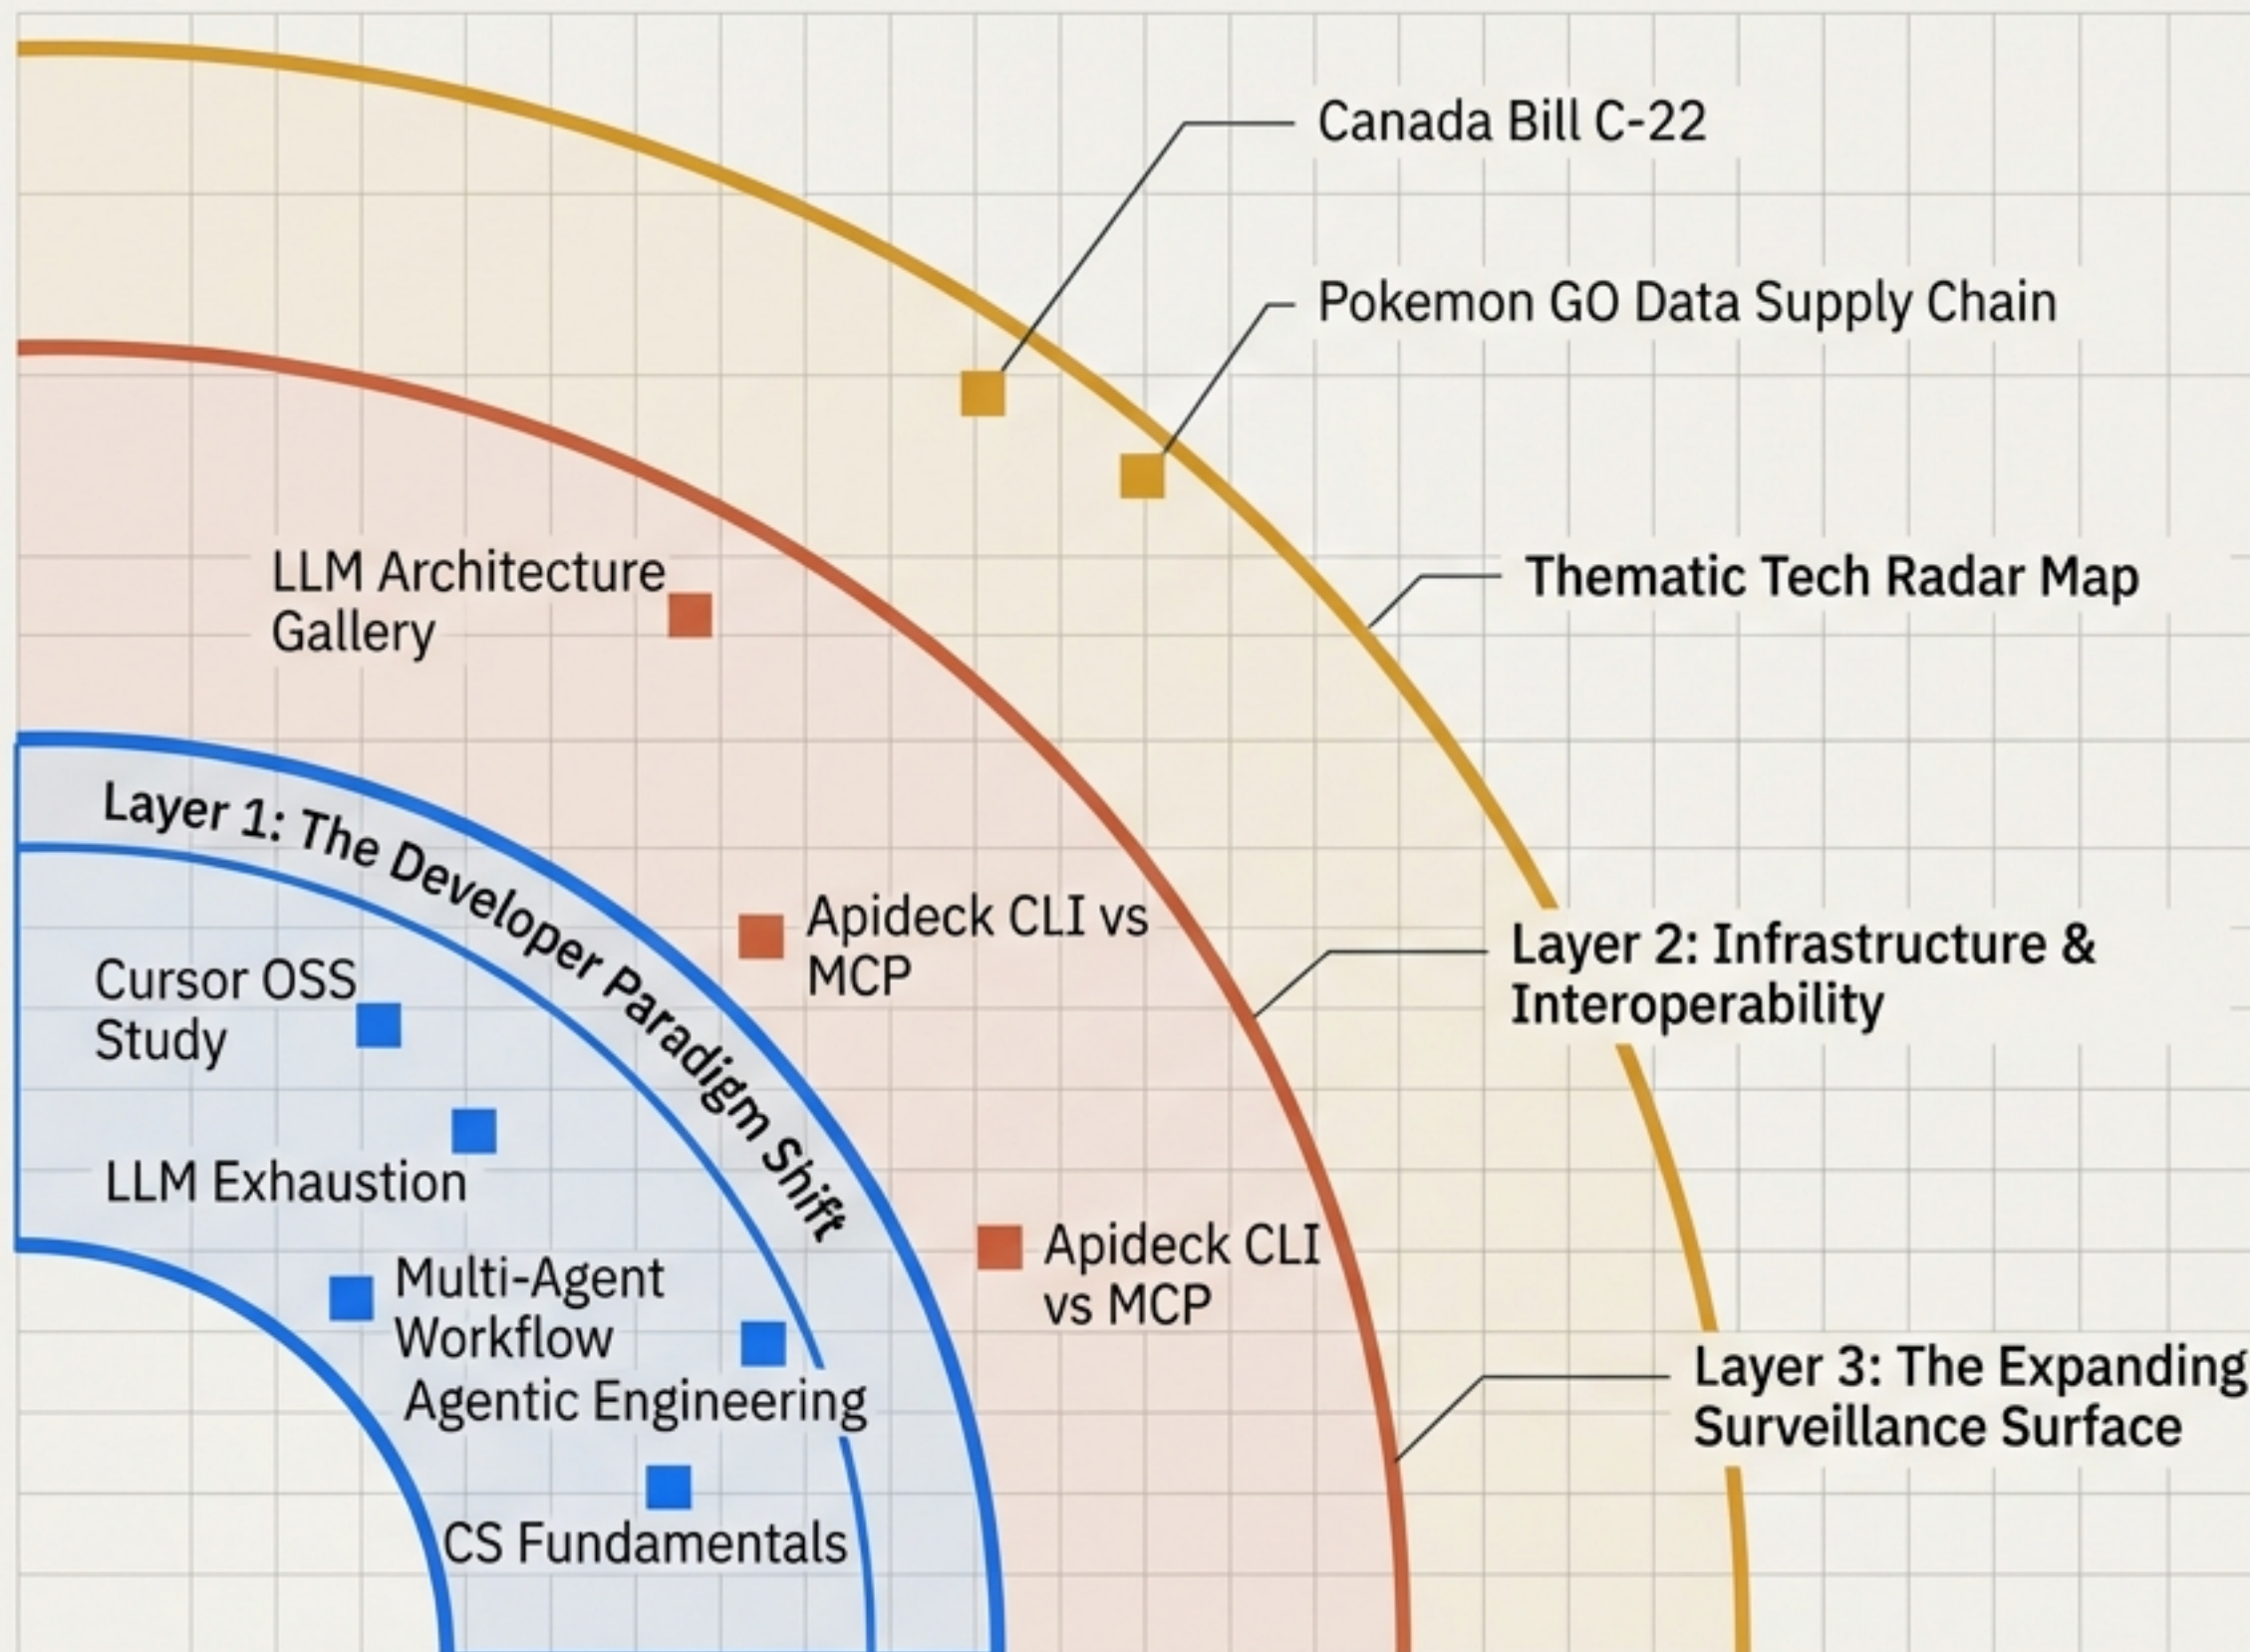 Canada Bill C-22
Pokemon GO Data Supply Chain
LLM Architecture
Gallery
Thematic Tech Radar Map
Layer 1: The Developer Paradigm Shift
Apideck CLI vs
MCP
Layer 2: Infrastructure &
Interoperability
Cursor OSS
Study
LLM Exhaustion
Multi-Agent
Workflow
Apideck CLI
vs MCP
Agentic Engineering
Layer 3: The Expanding
Surveillance Surface
CS Fundamentals